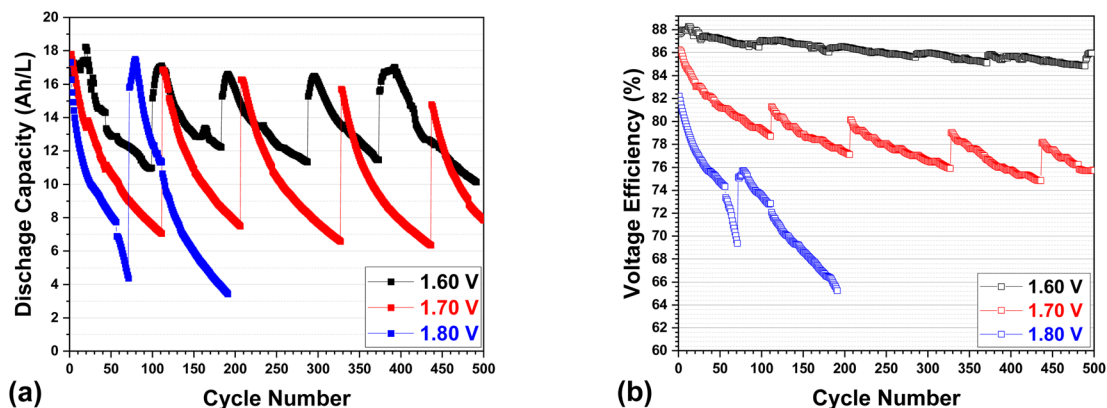 Dischage Capacity (Ah/L)
20
18
16
14
12
10
8
6
4
2
0
0 50 100 150 200 250 300 350 400 450 500
Cycle Number
1.60 V
1.70 V
1.80 V
(a)
Voltage Efficiency (%)
88
86
84
82
80
78
76
74
72
70
68
66
64
62
60
0 50 100 150 200 250 300 350 400 450 500
Cycle Number
1.60 V
1.70 V
1.80 V
(b)